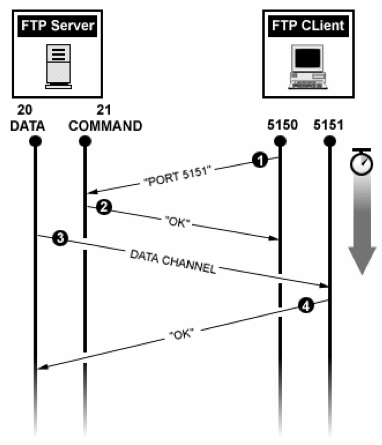 FTP Server
FTP CLient
20
DATA
21
COMMAND
5150
5151
1
"PORT 5151"
2
"OK"
3
DATA CHANNEL
4
"OK"